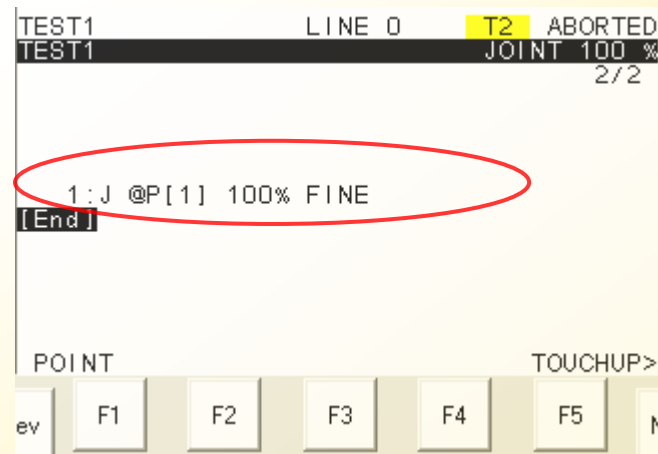 TEST1 LINE 0 T2 ABORTED
TEST1 JOINT 100 %
2/2
1:J @P[1] 100% FINE
[End]
POINT TOUCHUP>
ev F1 F2 F3 F4 F5